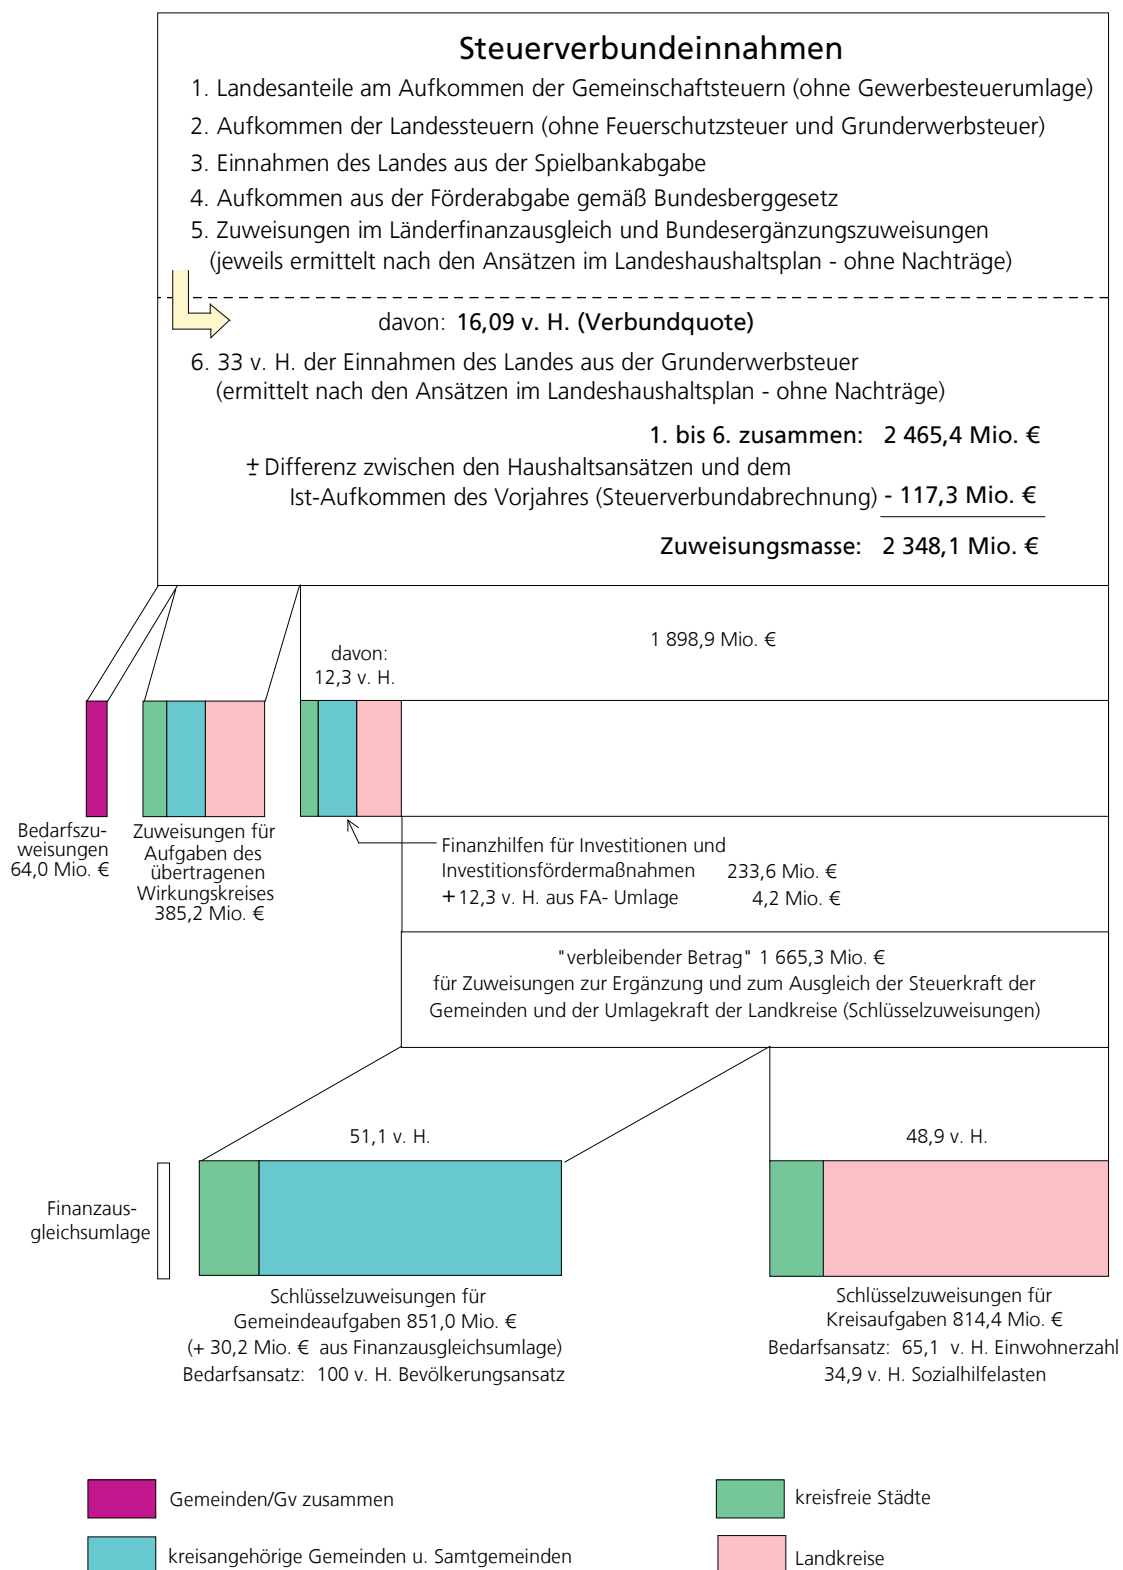 Steuerverbundeinnahmen
1. Landesanteile am Aufkommen der Gemeinschaftsteuern (ohne Gewerbesteuerumlage)
2. Aufkommen der Landessteuern (ohne Feuerschutzsteuer und Grunderwerbsteuer)
3. Einnahmen des Landes aus der Spielbankabgabe
4. Aufkommen aus der Förderabgabe gemäß Bundesberggesetz
5. Zuweisungen im Länderfinanzausgleich und Bundesergänzungszuweisungen
(jeweils ermittelt nach den Ansätzen im Landeshaushaltsplan - ohne Nachträge)
davon: 16,09 v. H. (Verbundquote)
6. 33 v. H. der Einnahmen des Landes aus der Grunderwerbsteuer
(ermittelt nach den Ansätzen im Landeshaushaltsplan - ohne Nachträge)
1. bis 6. zusammen: 2 465,4 Mio. €
± Differenz zwischen den Haushaltsansätzen und dem
Ist-Aufkommen des Vorjahres (Steuerverbundabrechnung) - 117,3 Mio. €
Zuweisungsmasse: 2 348,1 Mio. €
1 898,9 Mio. €
davon:
12,3 v. H.
Bedarfszu-
weisungen
64,0 Mio. €
Zuweisungen für
Aufgaben des
übertragenen
Wirkungskreises
385,2 Mio. €
Finanzhilfen für Investitionen und
Investitionsfördermaßnahmen 233,6 Mio. €
+ 12,3 v. H. aus FA- Umlage 4,2 Mio. €
"verbleibender Betrag" 1 665,3 Mio. €
für Zuweisungen zur Ergänzung und zum Ausgleich der Steuerkraft der
Gemeinden und der Umlagekraft der Landkreise (Schlüsselzuweisungen)
51,1 v. H.
48,9 v. H.
Finanzaus-
gleichsumlage
Schlüsselzuweisungen für
Gemeindeaufgaben 851,0 Mio. €
(+ 30,2 Mio. € aus Finanzausgleichsumlage)
Bedarfsansatz: 100 v. H. Bevölkerungsansatz
Schlüsselzuweisungen für
Kreisaufgaben 814,4 Mio. €
Bedarfsansatz: 65,1 v. H. Einwohnerzahl
34,9 v. H. Sozialhilfelasten
Gemeinden/Gv zusammen
kreisfreie Städte
kreisangehörige Gemeinden u. Samtgemeinden
Landkreise